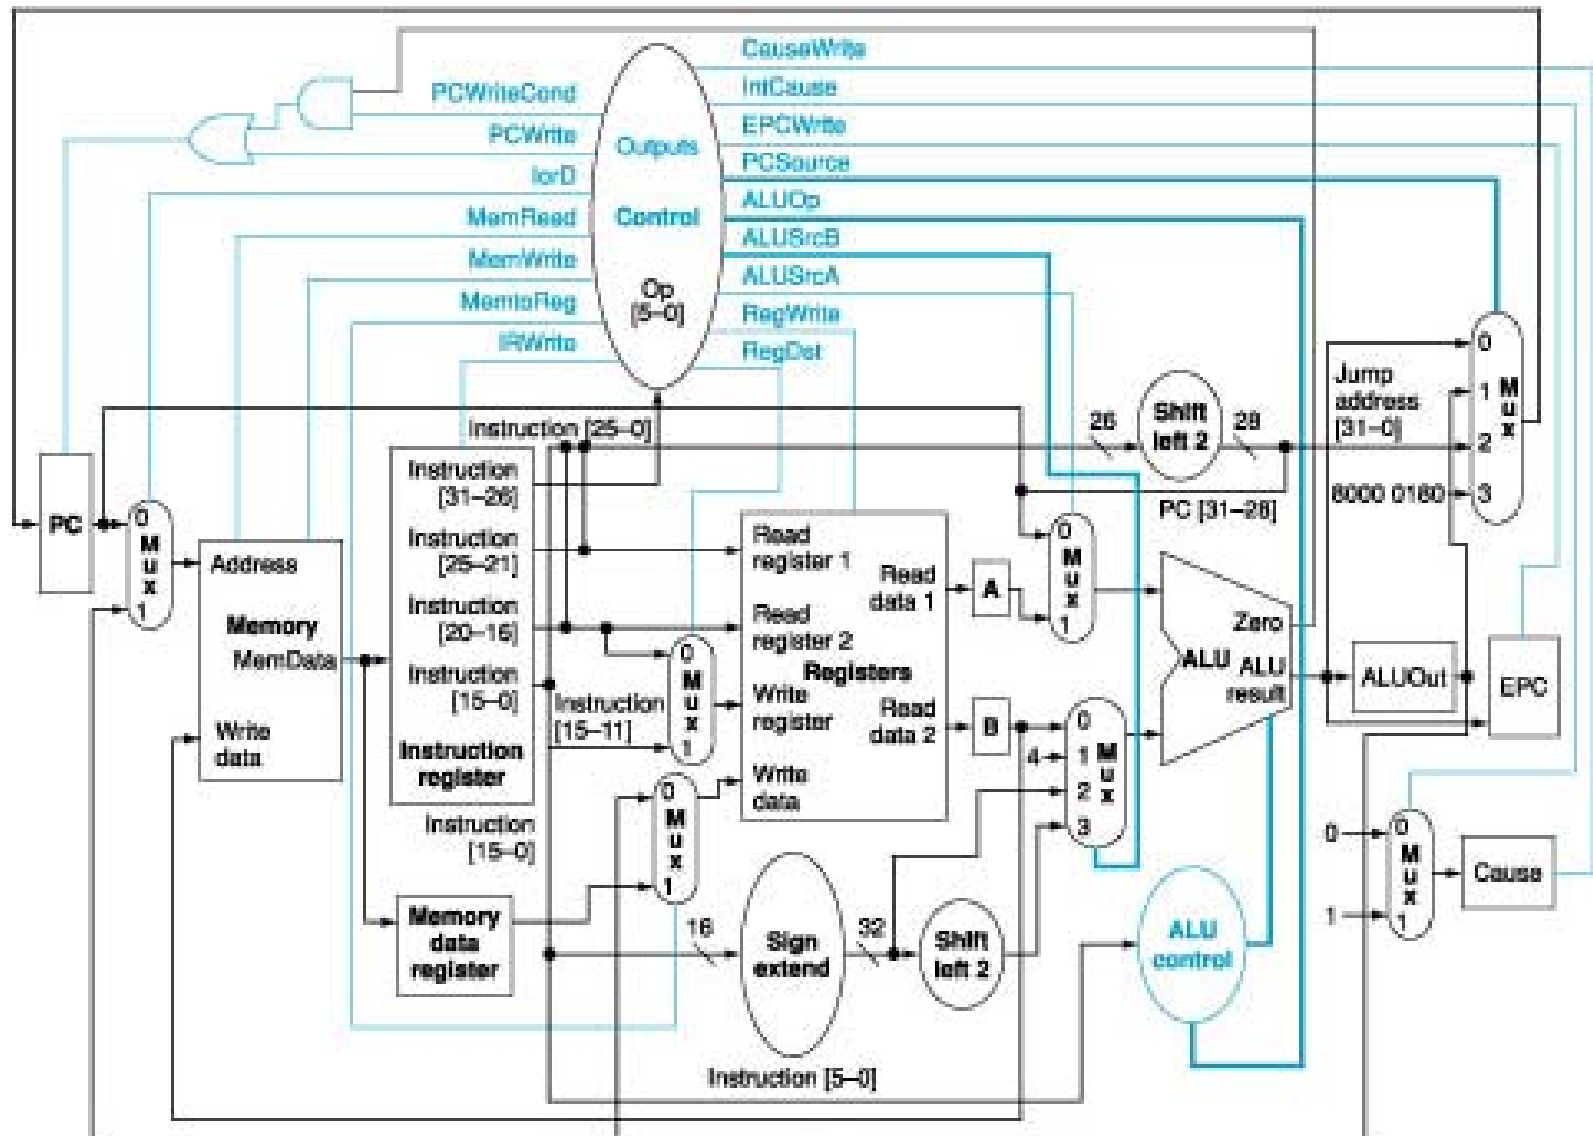 CauseWrite
IntCause
EPCWrite
PCSource
ALUOp
ALUSrcB
ALUSrcA
RegWrite
RegDst
PCWriteCond
PCWrite
IorD
MemRead
MemWrite
MemtoReg
IRWrite
Outputs
Control
Op
[5–0]
Instruction [25–0]
26
Shift
left 2
28
Jump
address
[31–0]
0
1
2
3
M
u
x
8000 0180
PC [31–28]
PC
0
M
u
x
1
Address
Memory
MemData
Write
data
Instruction
[31–26]
Instruction
[25–21]
Instruction
[20–16]
Instruction
[15–0]
Instruction
register
Instruction
[15–0]
Instruction
[15–11]
0
M
u
x
1
0
M
u
x
1
Memory
data
register
Read
register 1
Read
register 2
Registers
Write
register
Write
data
Read
data 1
Read
data 2
A
B
0
M
u
x
1
4
0
1
2
3
M
u
x
Zero
ALU
ALU
result
ALUOut
EPC
0
1
0
M
u
x
1
Cause
16
Sign
extend
32
Shift
left 2
ALU
control
Instruction [5–0]